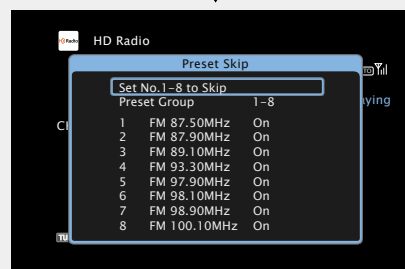 HD Radio
Preset Skip
Set No.1-8 to Skip
Preset Group 1-8
ying
1 FM 87.50MHz On
2 FM 87.90MHz On
3 FM 89.10MHz On
4 FM 93.30MHz On
5 FM 97.90MHz On
6 FM 98.10MHz On
7 FM 98.90MHz On
8 FM 100.10MHz On
TU